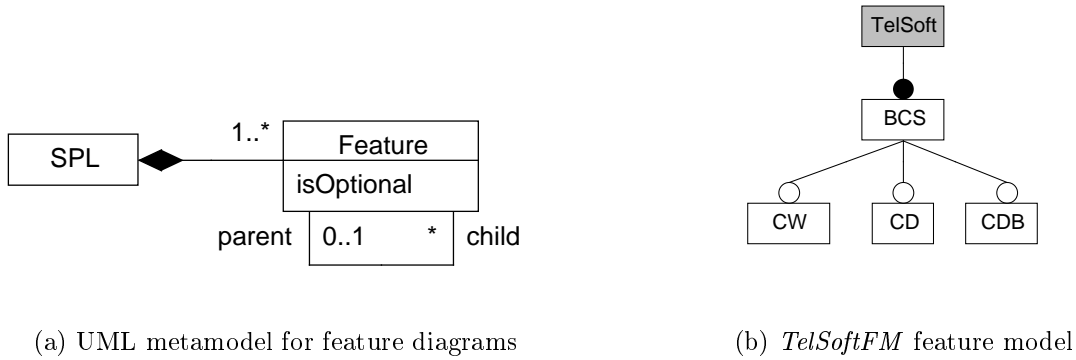 TelSoft
BCS
CW CD CDB
SPL
1..*
Feature
isOptional
parent 0..1 * child
(a) UML metamodel for feature diagrams
(b) TelSoftFM feature model